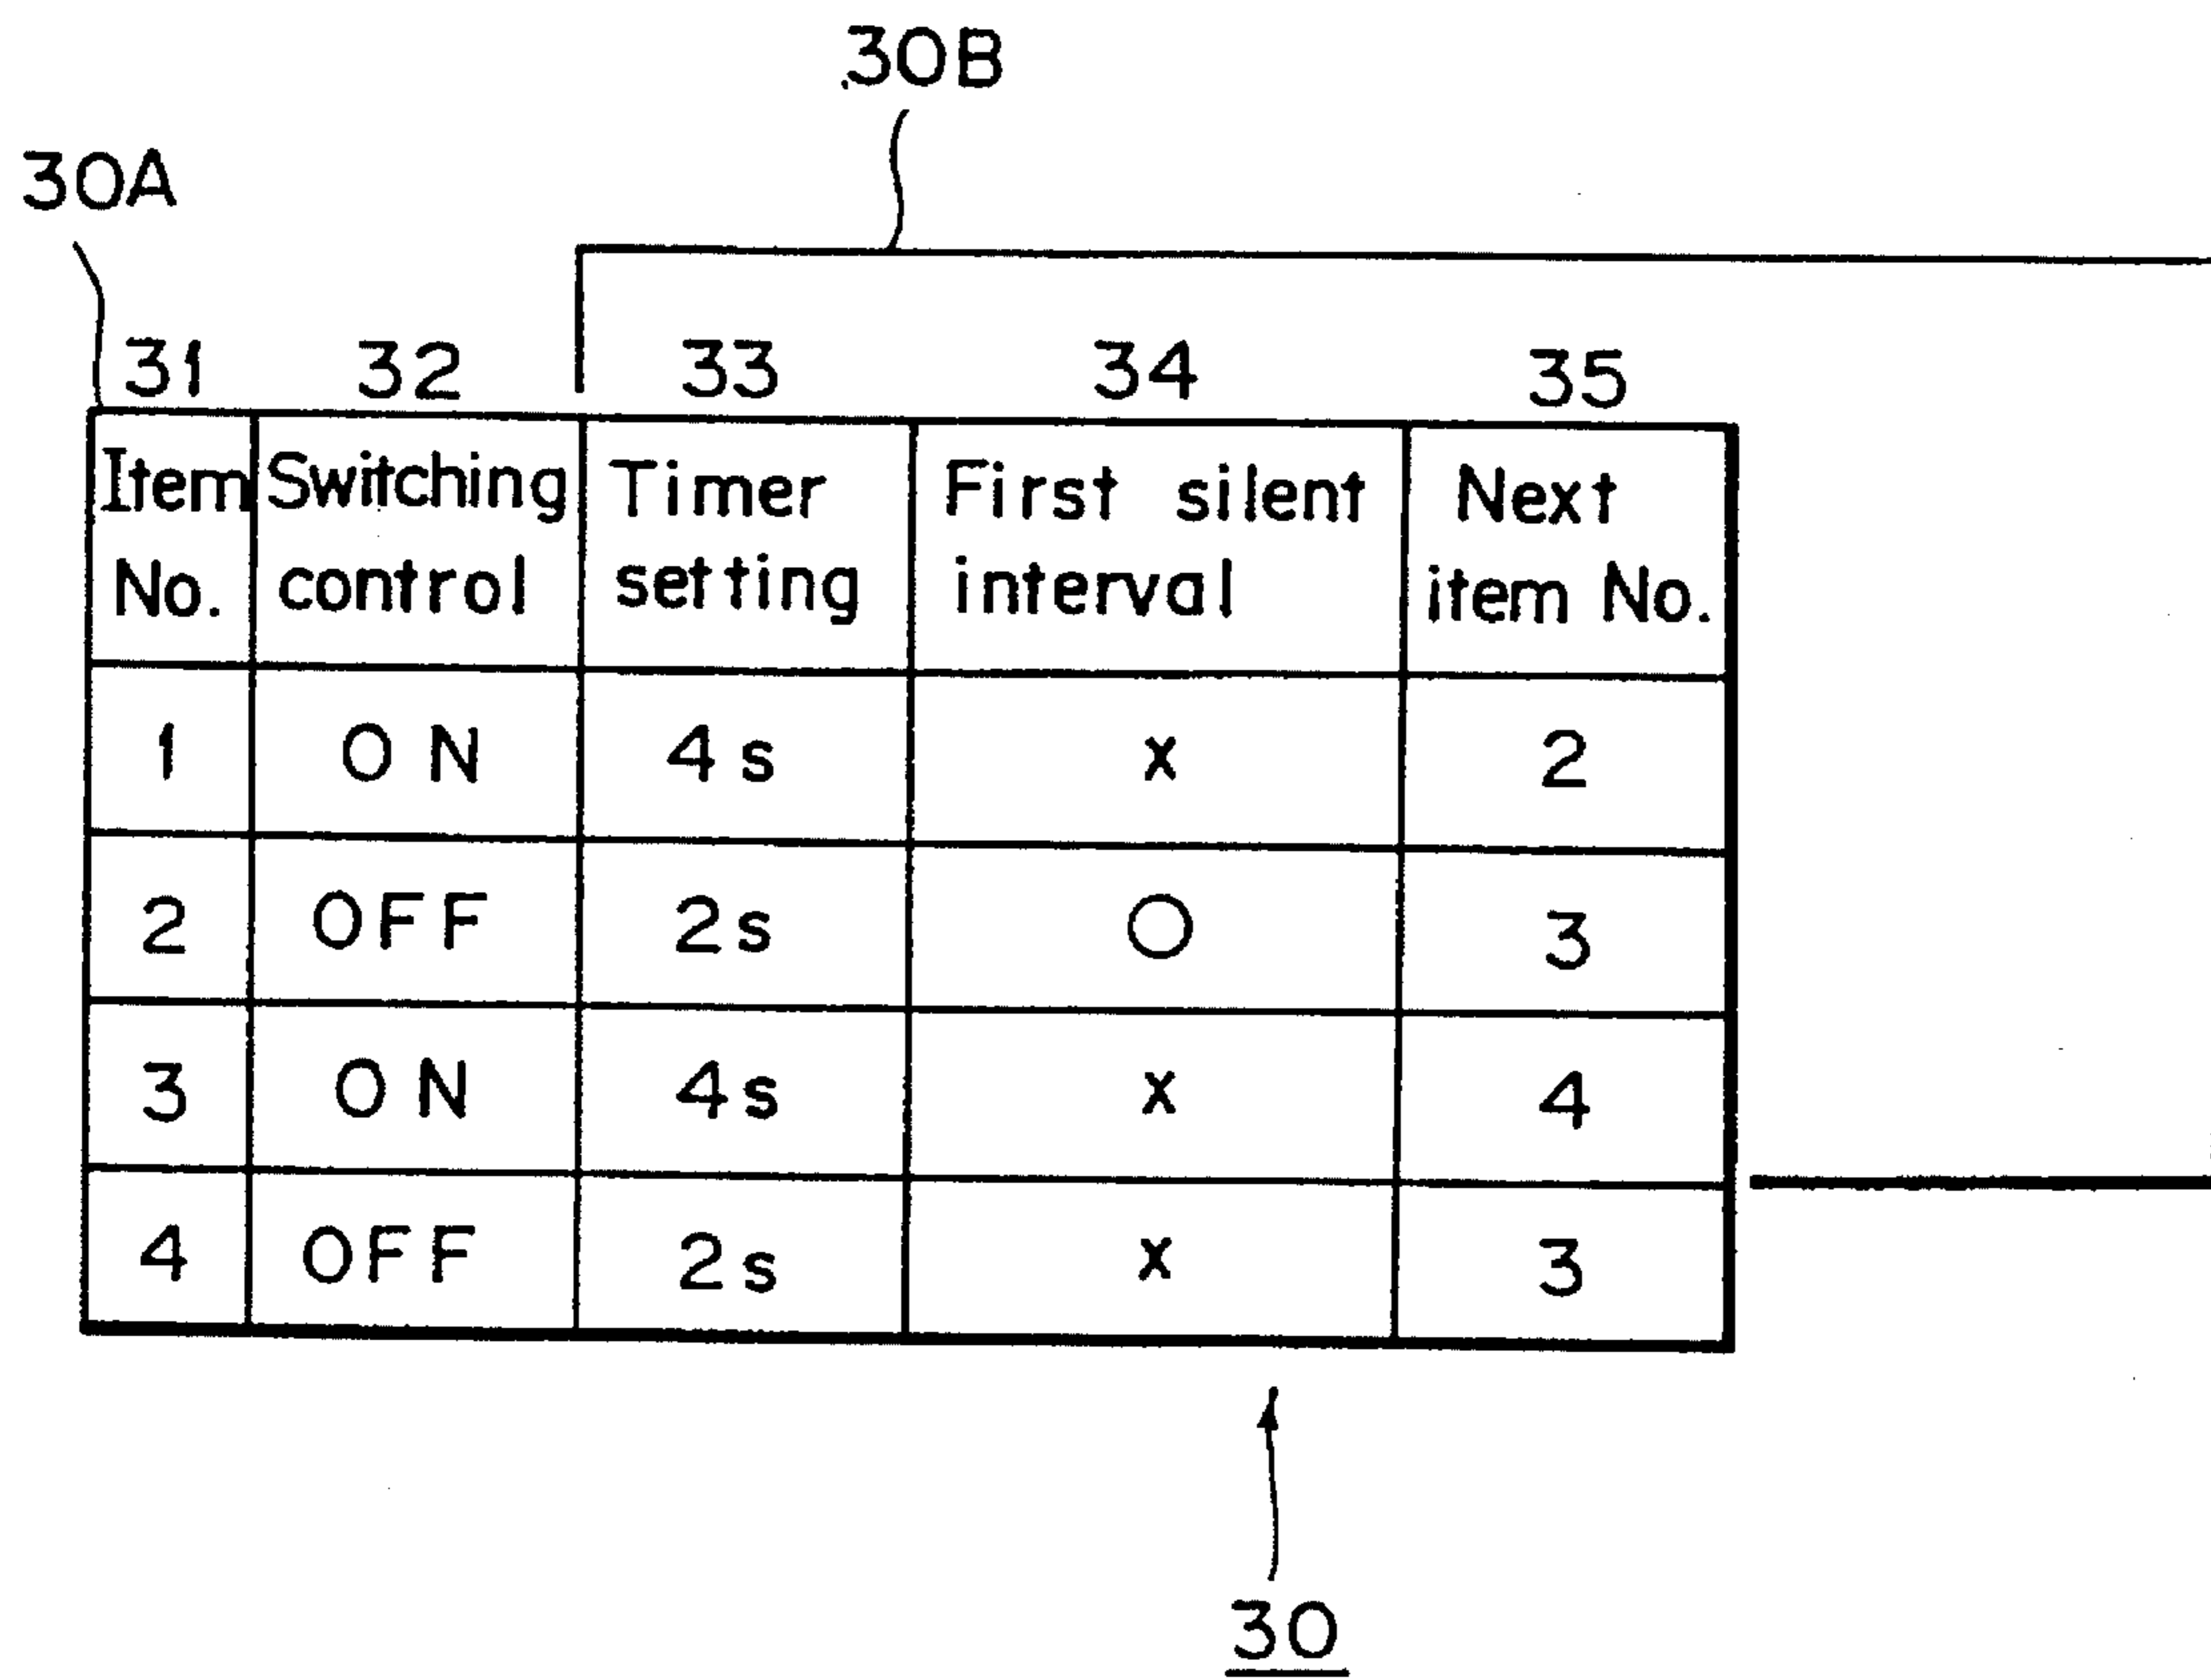 30B
30A
31 32 33 34 35
Item No. Switching control Timer setting First silent interval Next item No.
1 ON 4s x 2
2 OFF 2s ○ 3
3 ON 4s x 4
4 OFF 2s x 3
30